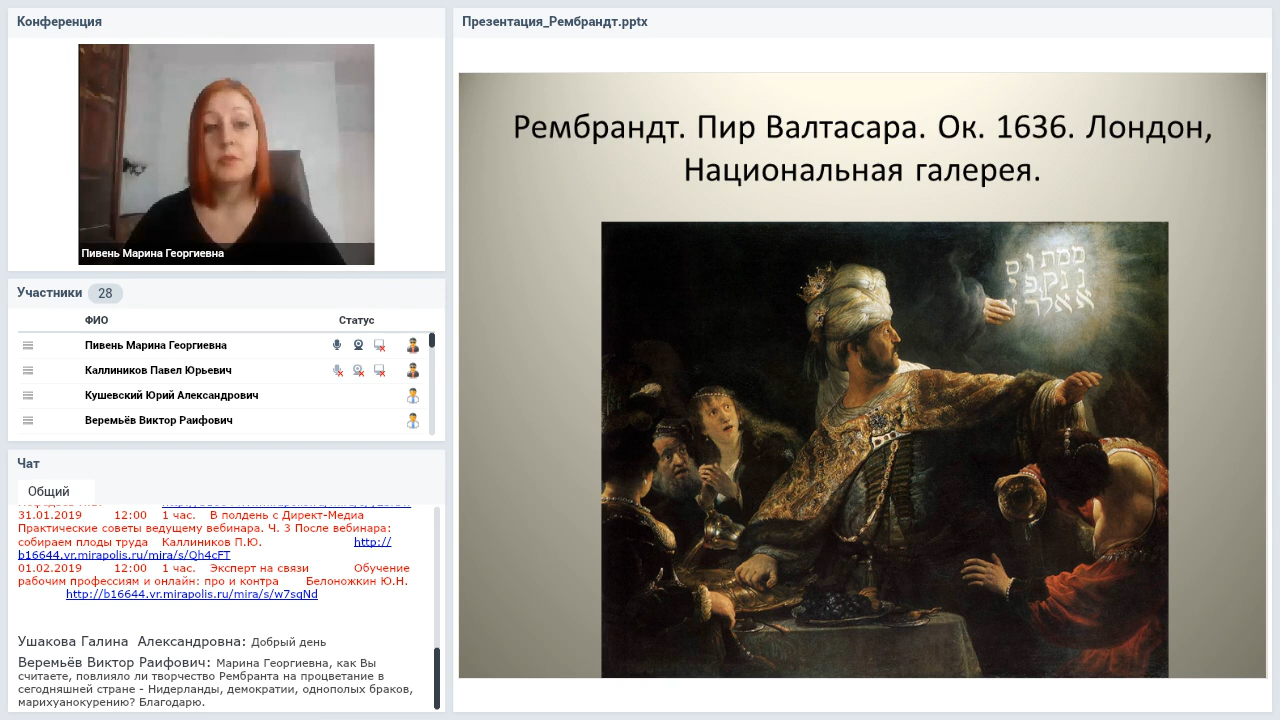 Конференция
Пивень Марина Георгиевна
Участники 28
ФИО Статус
Пивень Марина Георгиевна
Каллиников Павел Юрьевич
Кушевский Юрий Александрович
Веремьёв Виктор Раифович
Чат
Общий
31.01.2019 12:00 1 час. В полдень с Директ-Медиа
Практические советы ведущему вебинара. Ч. 3 После вебинара:
собираем плоды труда Каллиников П.Ю. http://
b16644.vr.mirapolis.ru/mira/s/Qh4cFT
01.02.2019 12:00 1 час. Эксперт на связи Обучение
рабочим профессиям и онлайн: про и контра Белоножкин Ю.Н.
http://b16644.vr.mirapolis.ru/mira/s/w7sqNd
Ушакова Галина Александровна: Добрый день
Веремьёв Виктор Раифович: Марина Георгиевна, как Вы
считаете, повлияло ли творчество Рембранта на процветание в
сегодняшней стране - Нидерланды, демократии, однополых браков,
марихуанокурению? Благодарю.
Презентация_Рембрандт.pptx
Рембрандт. Пир Валтасара. Ок. 1636. Лондон,
Национальная галерея.